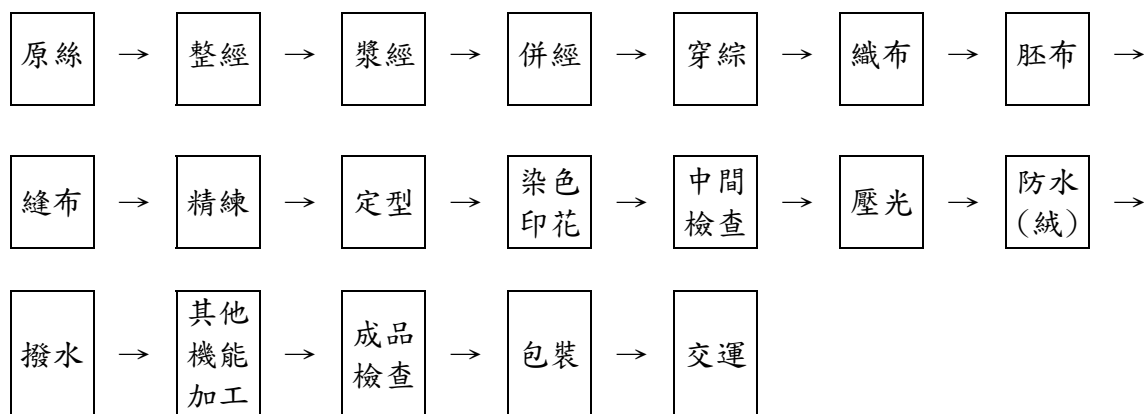 原絲 → 整經 → 漿經 → 併經 → 穿綜 → 織布 → 胚布 →
縫布 → 精練 → 定型 → 染色印花 → 中間檢查 → 壓光 → 防水(絨) →
撥水 → 其他機能加工 → 成品檢查 → 包裝 → 交運